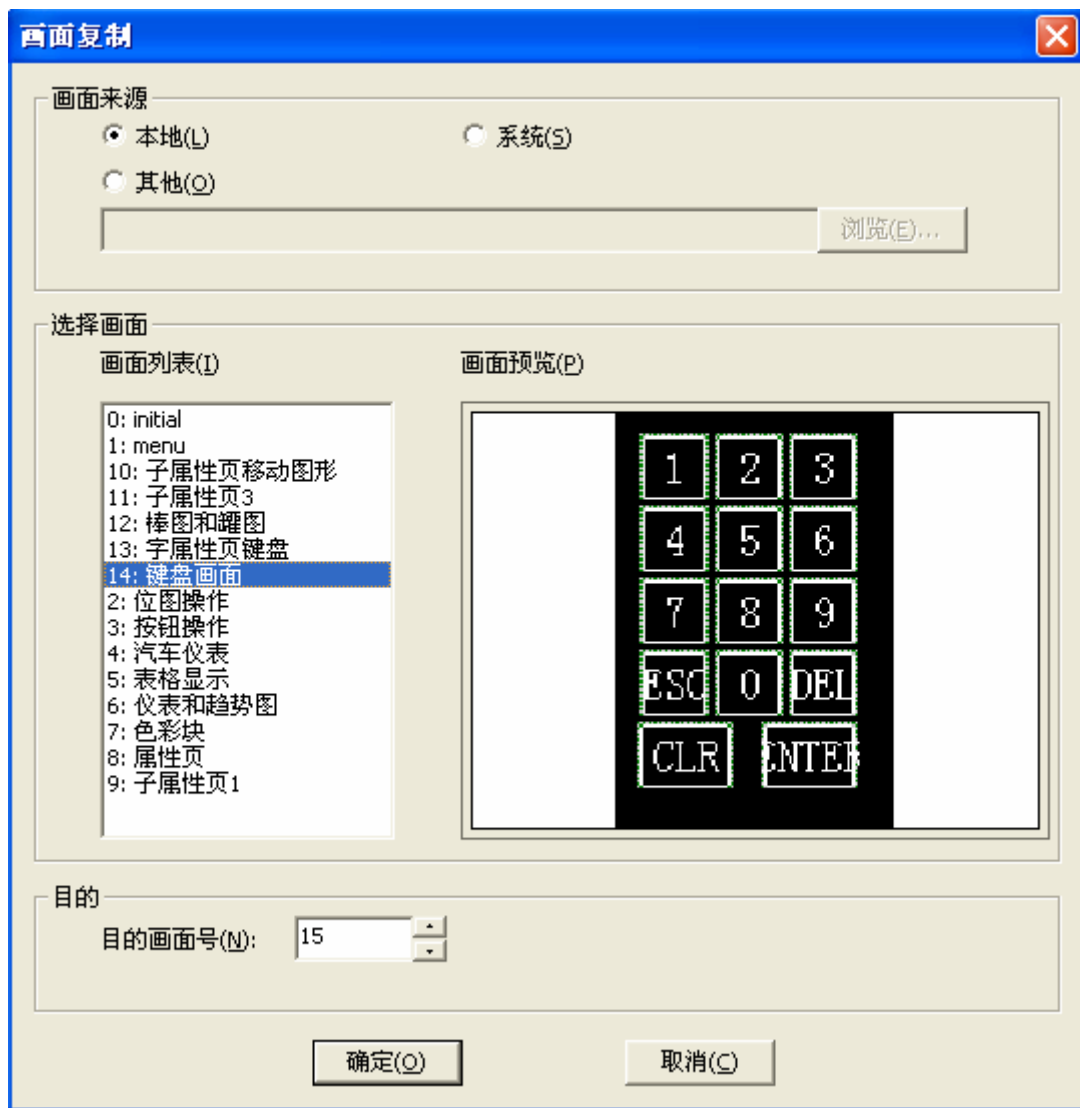 画面复制
画面来源
本地(L)
系统(S)
其他(O)
浏览(E)...
选择画面
画面列表(I)
画面预览(P)
0: initial
1: menu
10: 子属性页移动图形
11: 子属性页3
12: 棒图和罐图
13: 字属性页键盘
14: 键盘画面
2: 位图操作
3: 按钮操作
4: 汽车仪表
5: 表格显示
6: 仪表和趋势图
7: 色彩块
8: 属性页
9: 子属性页1
1 2 3
4 5 6
7 8 9
ESC 0 DEL
CLR ENTER
目的
目的画面号(N): 15
确定(O)
取消(C)